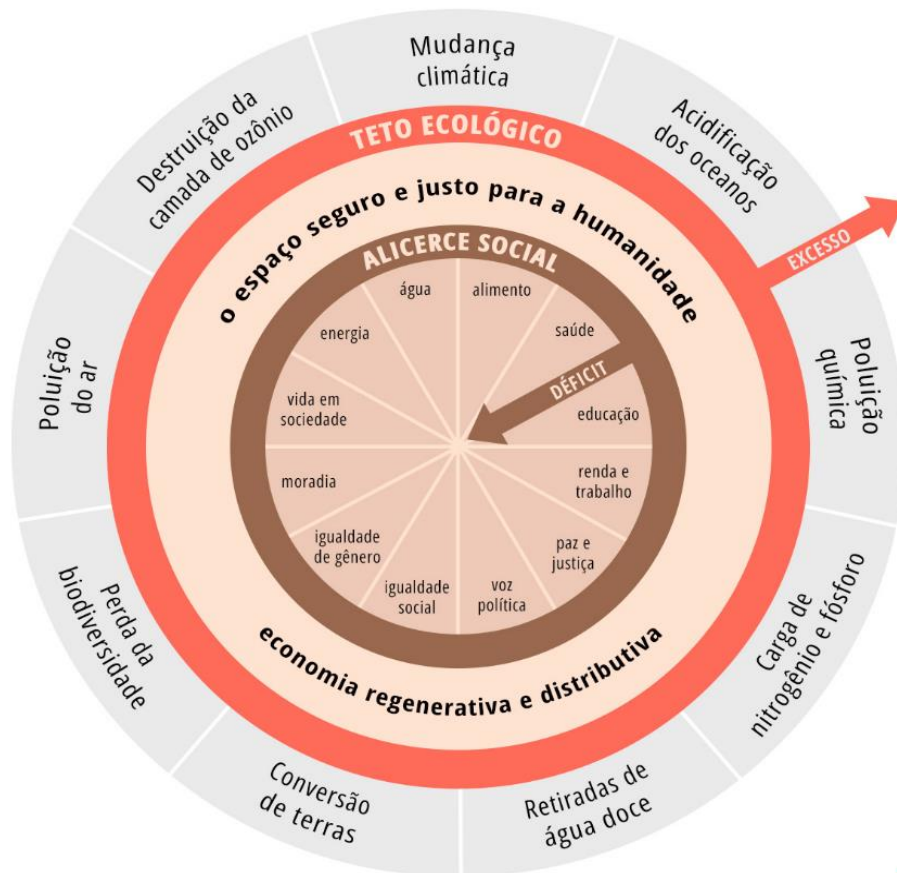 Mudança
climática
Acidificação
dos oceanos
EXCESSO
Poluição
química
Carga de
nitrogênio e fósforo
Retiradas de
água doce
Conversão
de terras
Perda da
biodiversidade
Poluição
do ar
Destruição da
camada de ozônio
TETO ECOLÓGICO
o espaço seguro e justo para a humanidade
ALICERCE SOCIAL
água
alimento
saúde
DÉFICIT
educação
renda e
trabalho
paz e
justiça
voz
política
igualdade
social
igualdade
de gênero
moradia
vida em
sociedade
energia
economia regenerativa e distributiva